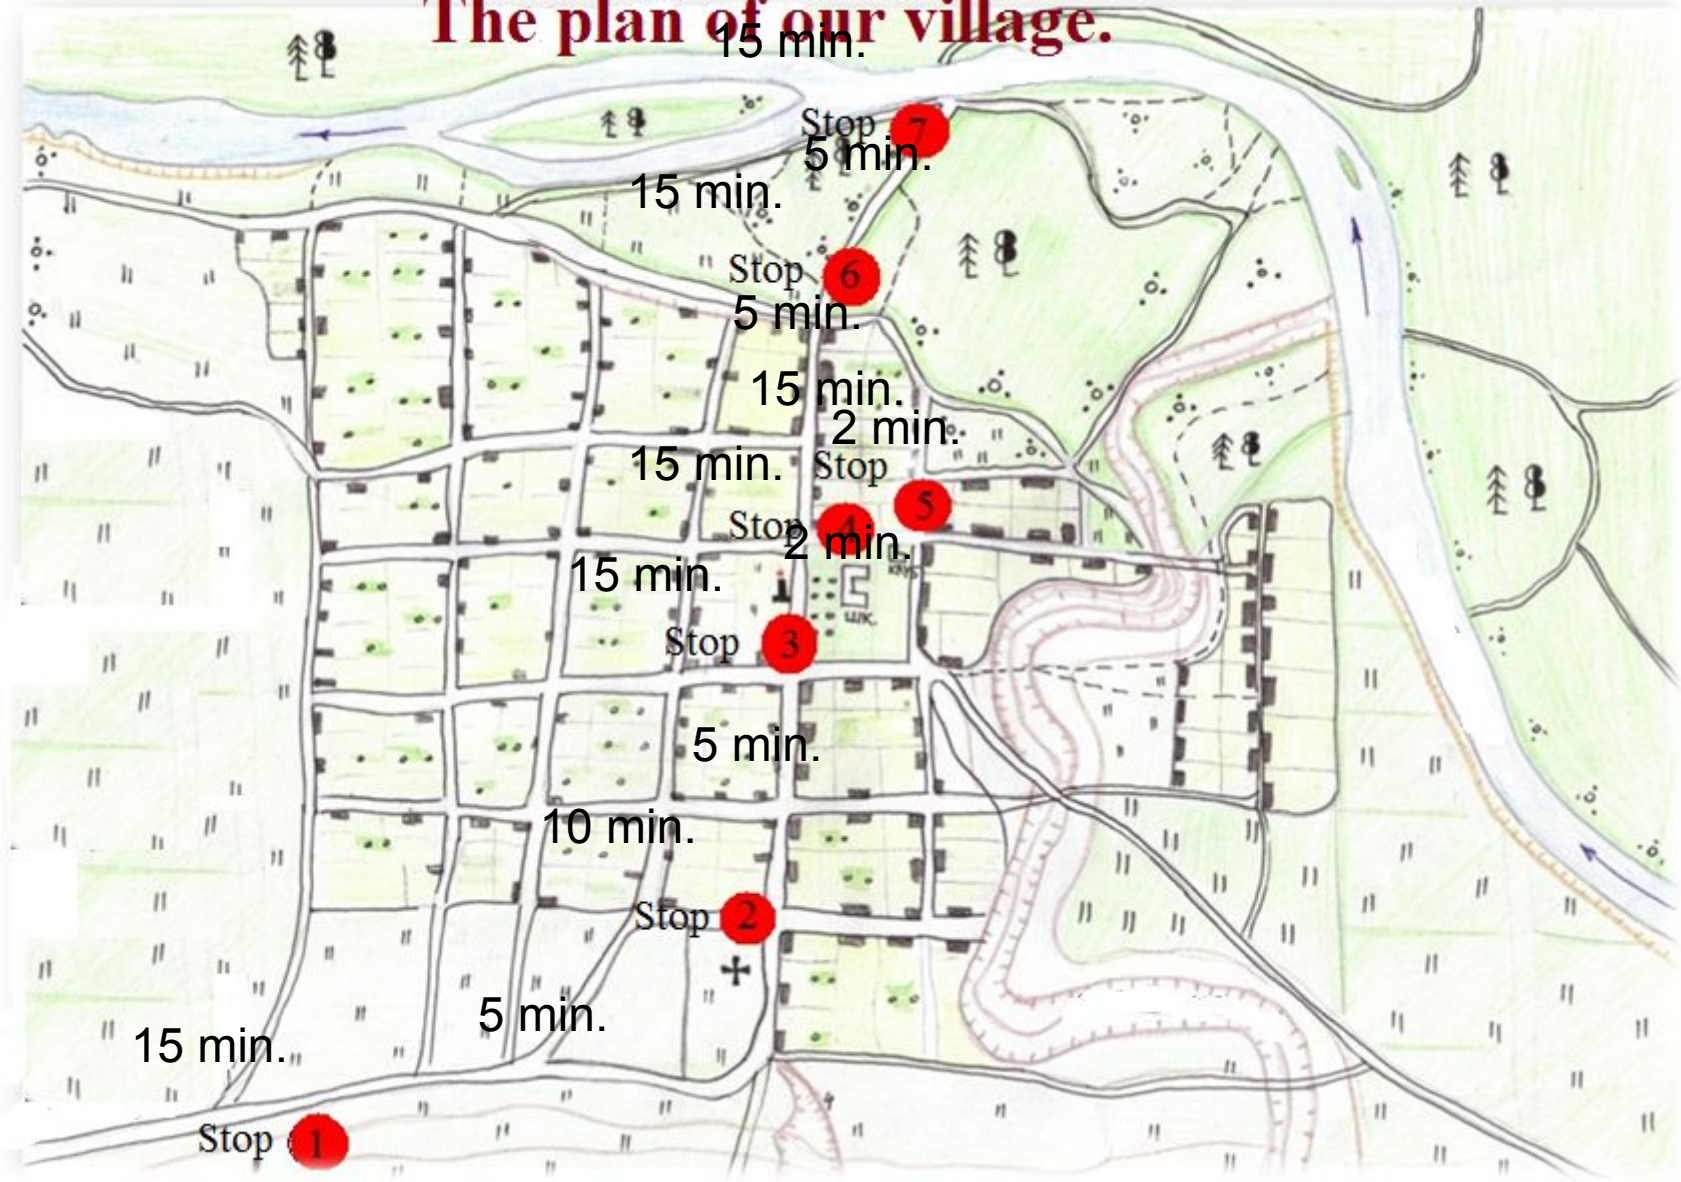 The plan of our village.
15 min.
Stop 7
5 min.
15 min.
Stop 6
5 min.
15 min.
2 min.
15 min.
Stop 5
Stop 4
2 min.
15 min.
шк.
Stop 3
5 min.
10 min.
Stop 2
5 min.
15 min.
Stop 1